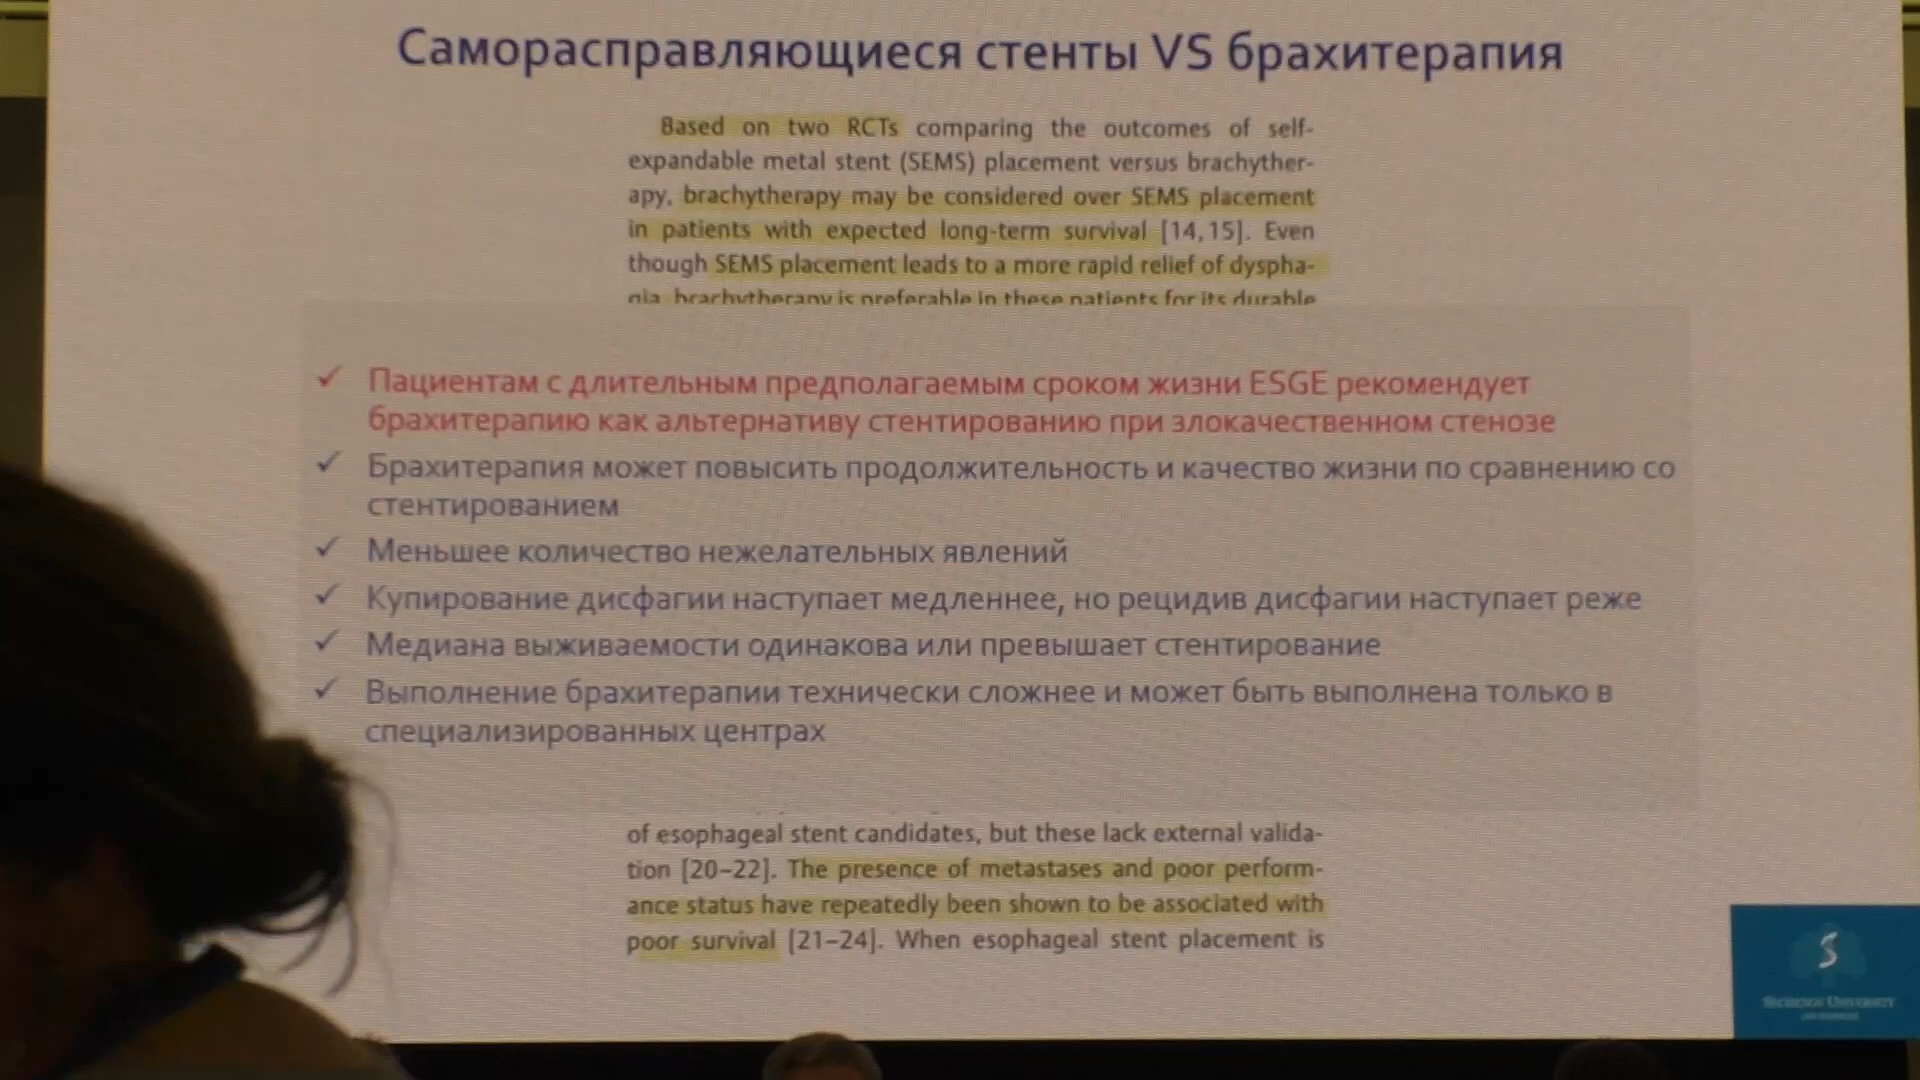 Саморасправляющиеся стенты VS брахитерапия
Based on two RCTs comparing the outcomes of self-
expandable metal stent (SEMS) placement versus brachyther-
apy, brachytherapy may be considered over SEMS placement
in patients with expected long-term survival [14, 15]. Even
though SEMS placement leads to a more rapid relief of dyspha-
gia, brachytherapy is preferable in these patients for its durable
✓ Пациентам с длительным предполагаемым сроком жизни ESGE рекомендует
брахитерапию как альтернативу стентированию при злокачественном стенозе
✓ Брахитерапия может повысить продолжительность и качество жизни по сравнению со
стентированием
✓ Меньшее количество нежелательных явлений
✓ Купирование дисфагии наступает медленнее, но рецидив дисфагии наступает реже
✓ Медиана выживаемости одинакова или превышает стентирование
✓ Выполнение брахитерапии технически сложнее и может быть выполнена только в
специализированных центрах
of esophageal stent candidates, but these lack external valida-
tion [20–22]. The presence of metastases and poor perform-
ance status have repeatedly been shown to be associated with
poor survival [21–24]. When esophageal stent placement is
S
SECHENOV UNIVERSITY